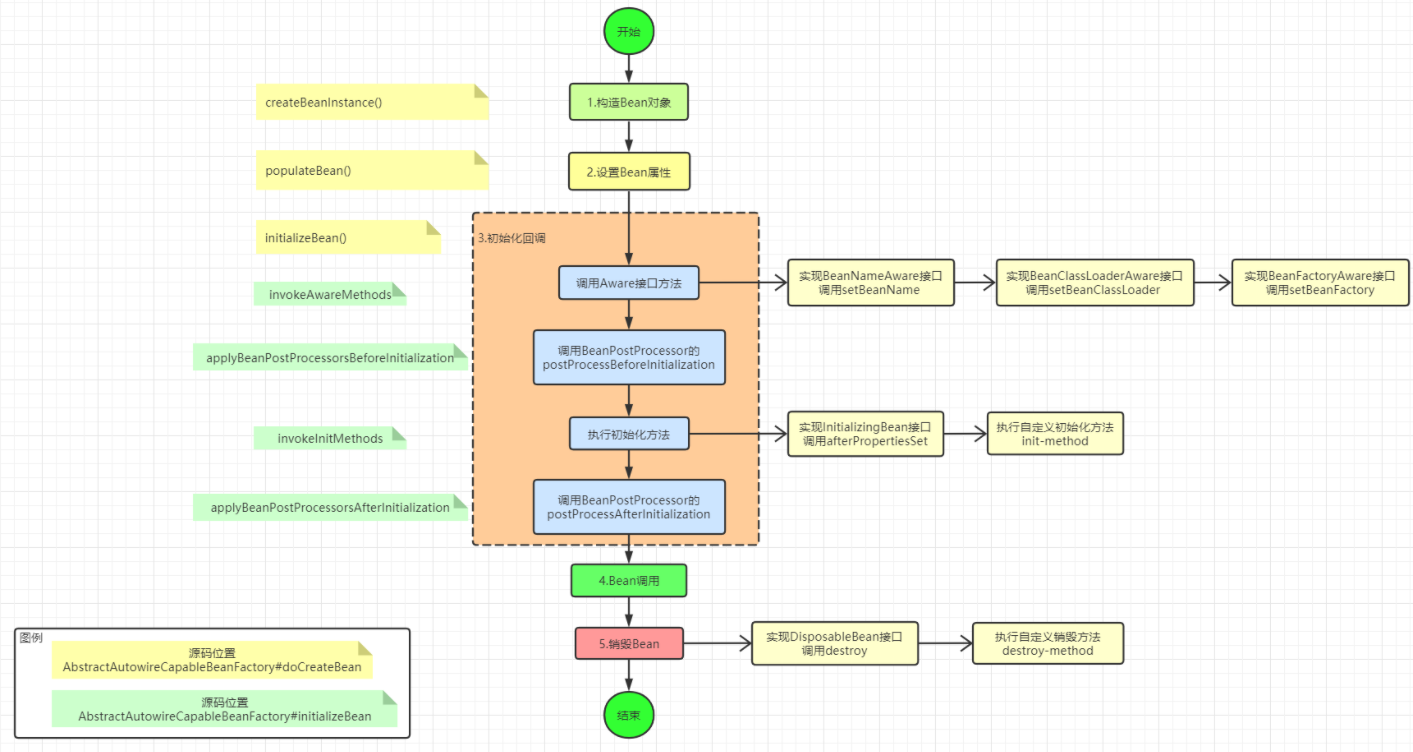 开始
createBeanInstance()
1.构造Bean对象
populateBean()
2.设置Bean属性
initializeBean()
3.初始化回调
invokeAwareMethods
调用Aware接口方法
实现BeanNameAware接口
调用setBeanName
实现BeanClassLoaderAware接口
调用setBeanClassLoader
实现BeanFactoryAware接口
调用setBeanFactory
applyBeanPostProcessorsBeforeInitialization
调用BeanPostProcessor的
postProcessBeforeInitialization
invokeInitMethods
执行初始化方法
实现InitializingBean接口
调用afterPropertiesSet
执行自定义初始化方法
init-method
applyBeanPostProcessorsAfterInitialization
调用BeanPostProcessor的
postProcessAfterInitialization
4.Bean调用
5.销毁Bean
实现DisposableBean接口
调用destroy
执行自定义销毁方法
destroy-method
结束
图例
源码位置
AbstractAutowireCapableBeanFactory#doCreateBean
源码位置
AbstractAutowireCapableBeanFactory#initializeBean